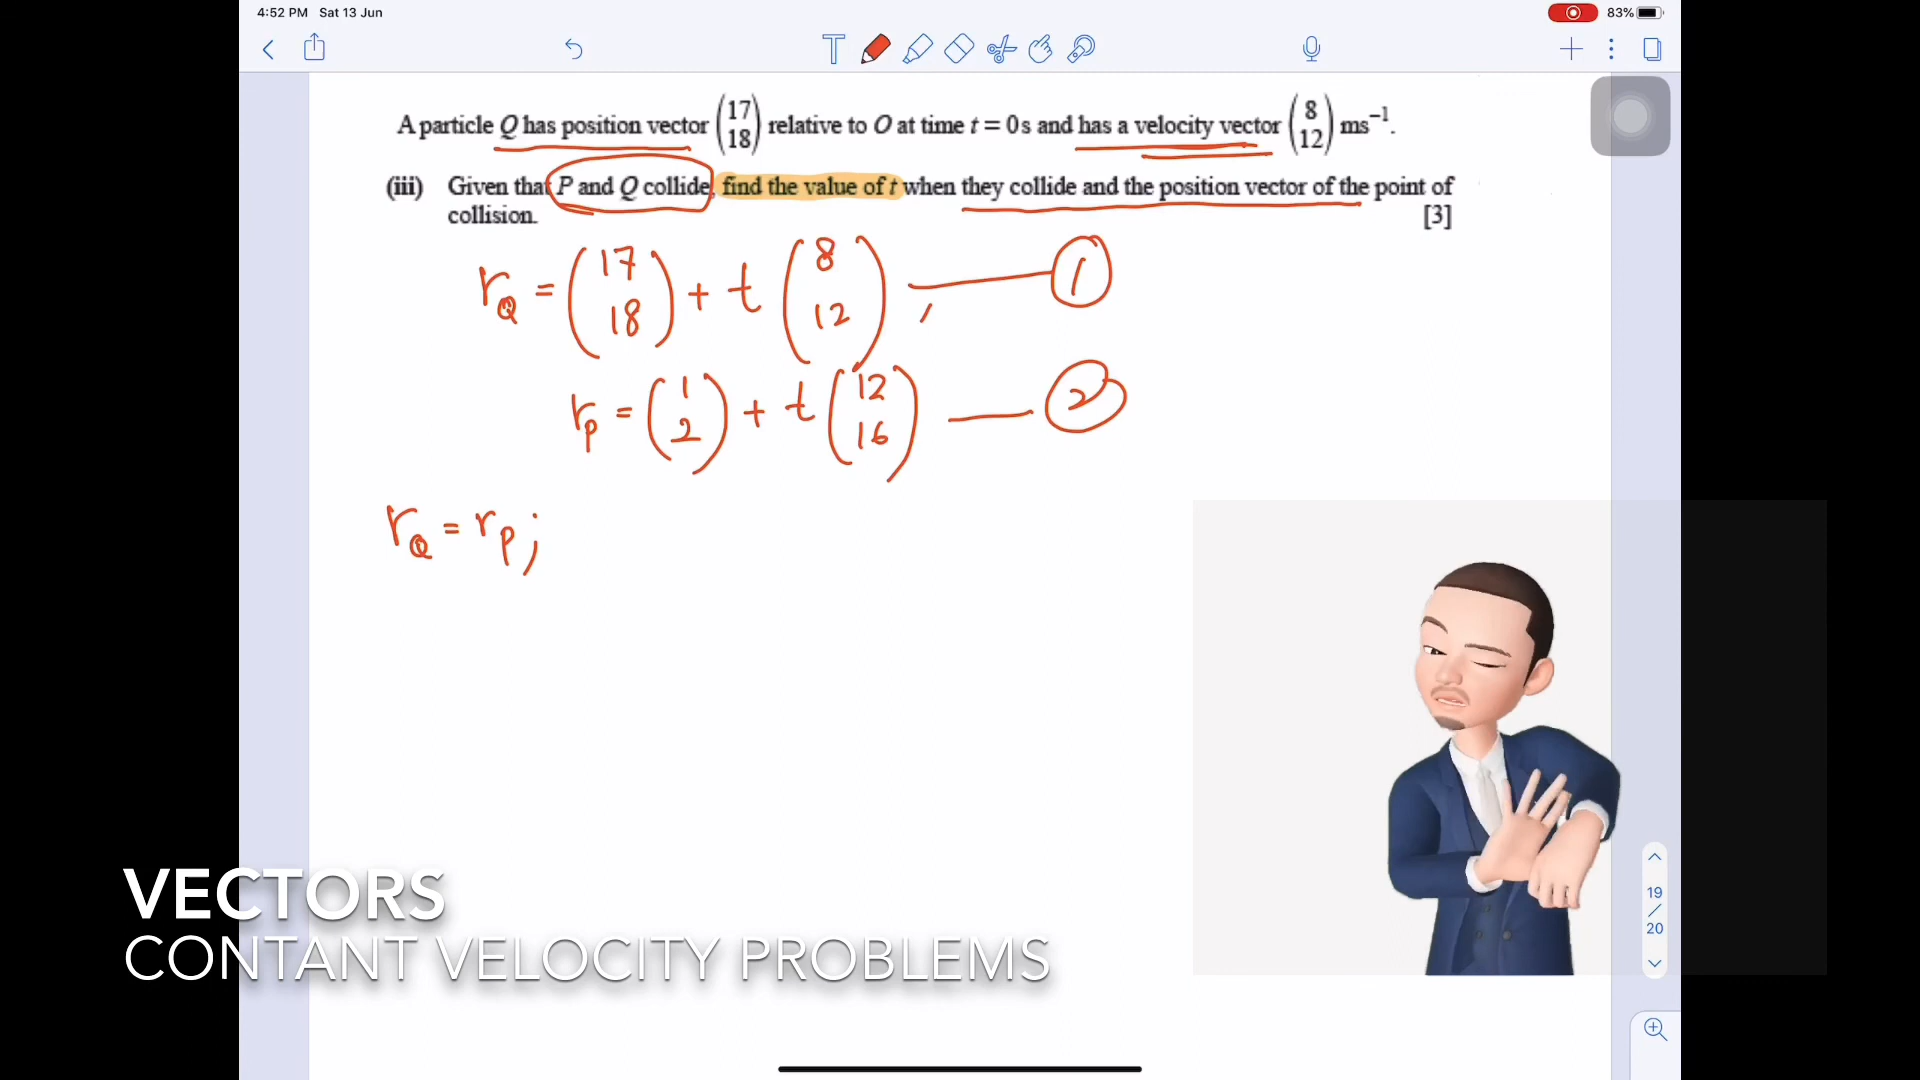 4:52 PM Sat 13 Jun
83%
A particle Q has position vector (17 18) relative to O at time t = 0 s and has a velocity vector (8 12) ms⁻¹.
(iii) Given that P and Q collide, find the value of t when they collide and the position vector of the point of
collision. [3]
r_Q = (17 18) + t (8 12), —— ①
r_P = (1 2) + t (12 16) —— ②
r_Q = r_P ;
VECTORS
CONTANT VELOCITY PROBLEMS
19
/
20